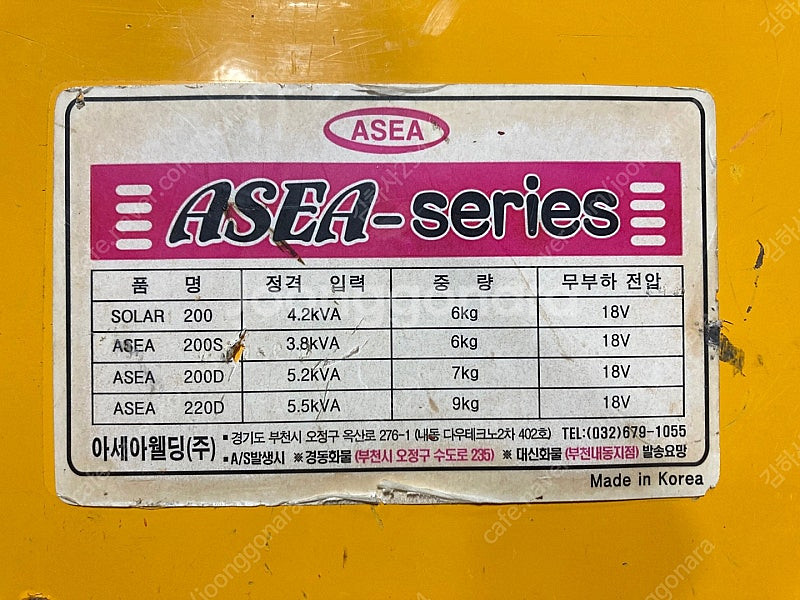 ASEA
ASEA-series
품 명 정격 입력 중 량 무부하 전압
SOLAR 200 4.2kVA 6kg 18V
ASEA 200S 3.8kVA 6kg 18V
ASEA 200D 5.2kVA 7kg 18V
ASEA 220D 5.5kVA 9kg 18V
아세아웰딩(주)
▪경기도 부천시 오정구 옥산로 276-1 (내동 다우테크노2차 402호) TEL:(032)679-1055
▪A/S발생시 ※경동화물 (부천시 오정구 수도로 235) ※ 대신화물 (부천내동지점) 발송요망
Made in Korea
joonggonara